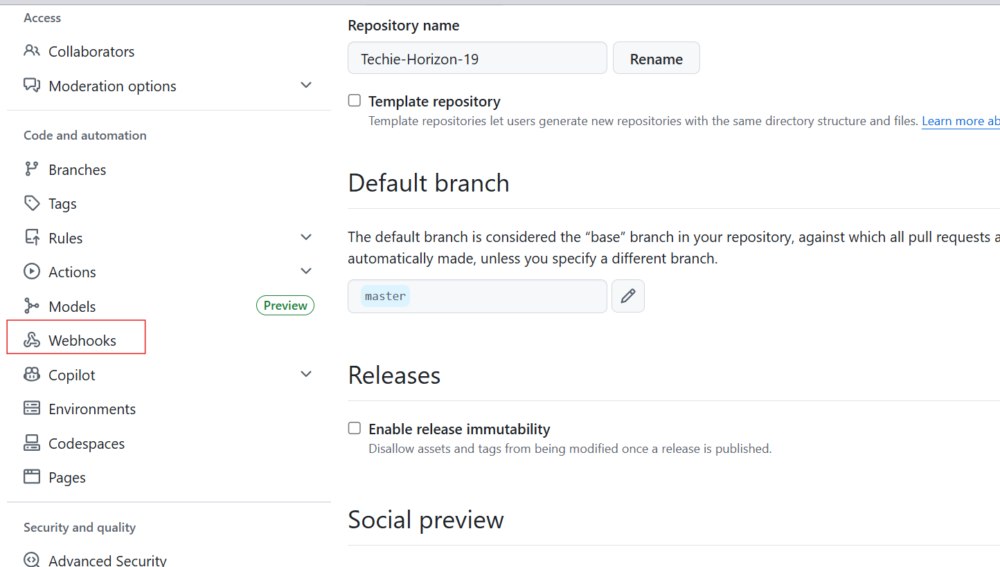 Access
Collaborators
Moderation options
Code and automation
Branches
Tags
Rules
Actions
Models
Preview
Webhooks
Copilot
Environments
Codespaces
Pages
Security and quality
Advanced Security
Repository name
Techie-Horizon-19
Rename
Template repository
Template repositories let users generate new repositories with the same directory structure and files. Learn more ab
Default branch
The default branch is considered the “base” branch in your repository, against which all pull requests a
automatically made, unless you specify a different branch.
master
Releases
Enable release immutability
Disallow assets and tags from being modified once a release is published.
Social preview